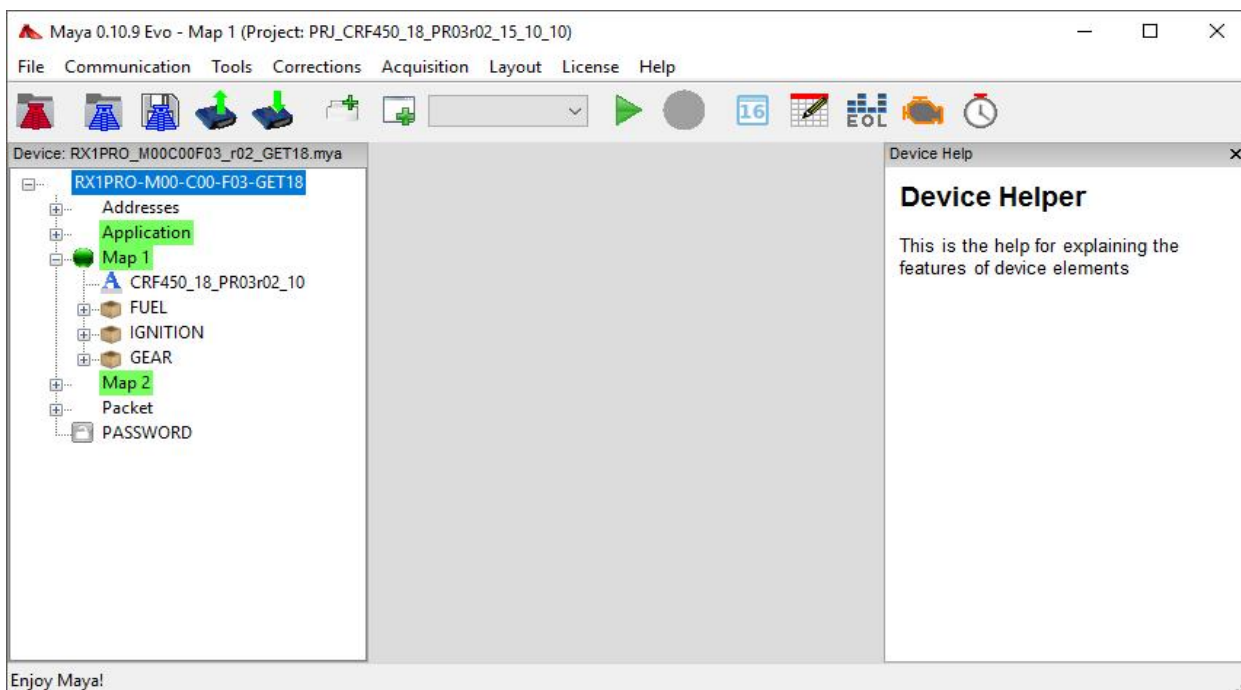 Maya 0.10.9 Evo - Map 1 (Project: PRJ_CRF450_18_PR03r02_15_10_10)
File Communication Tools Corrections Acquisition Layout License Help
16
EOL
Device: RX1PRO_M00C00F03_r02_GET18.mya
RX1PRO-M00-C00-F03-GET18
Addresses
Application
Map 1
A CRF450_18_PR03r02_10
FUEL
IGNITION
GEAR
Map 2
Packet
PASSWORD
Device Help
Device Helper
This is the help for explaining the
features of device elements
Enjoy Maya!